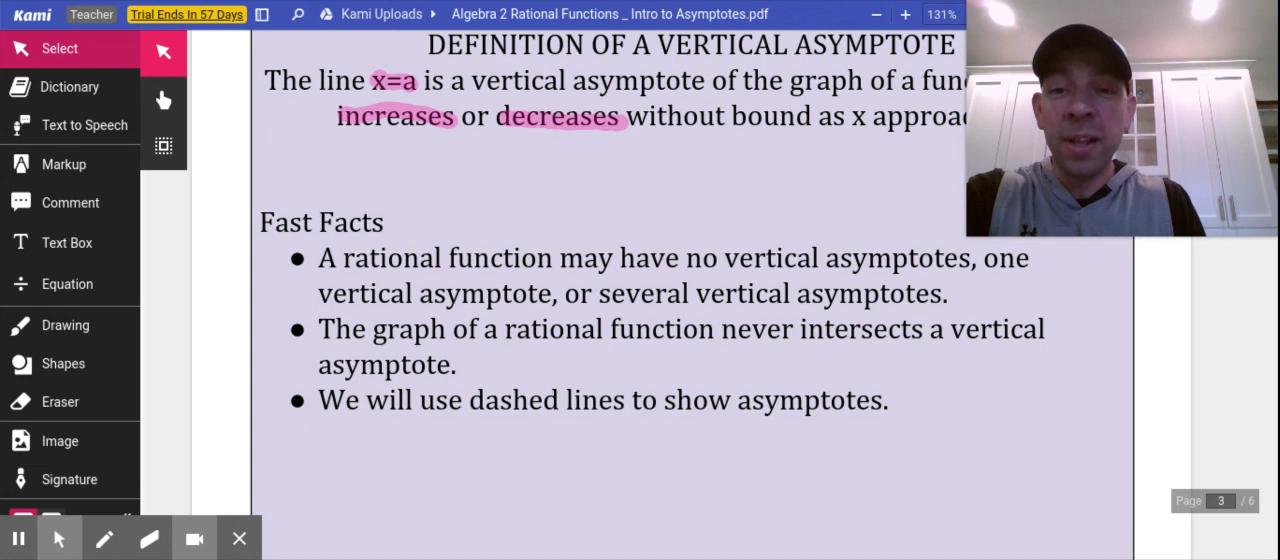 Kami Teacher Trial Ends In 57 Days Kami Uploads Algebra 2 Rational Functions _ Intro to Asymptotes.pdf 131%
Select
Dictionary
Text to Speech
Markup
Comment
Text Box
Equation
Drawing
Shapes
Eraser
Image
Signature
DEFINITION OF A VERTICAL ASYMPTOTE
The line x=a is a vertical asymptote of the graph of a func
increases or decreases without bound as x approac
Fast Facts
● A rational function may have no vertical asymptotes, one
vertical asymptote, or several vertical asymptotes.
● The graph of a rational function never intersects a vertical
asymptote.
● We will use dashed lines to show asymptotes.
Page 3 / 6